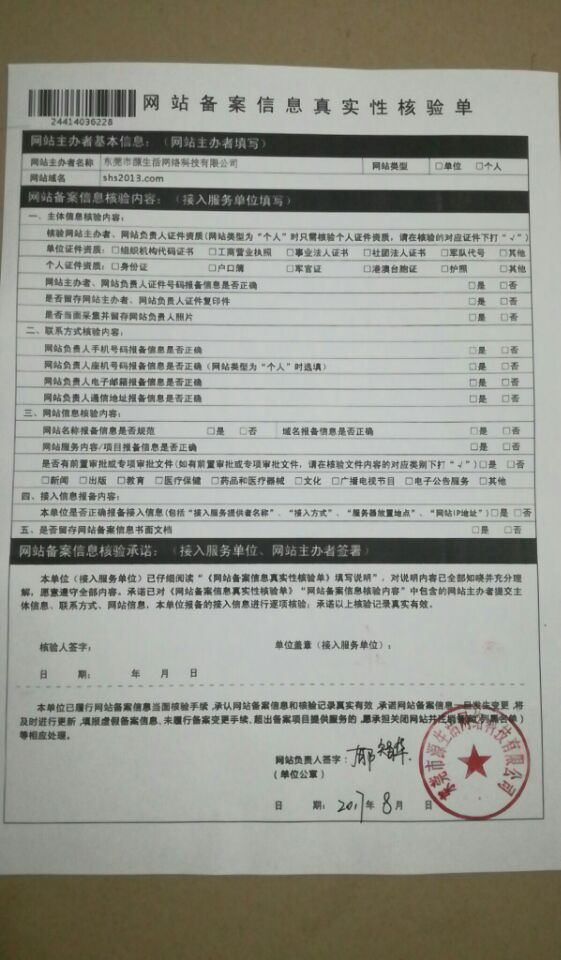 网站备案信息真实性核验单
24414036228
网站主办者基本信息：（网站主办者填写）
网站主办者名称 东莞市源生活网络科技有限公司 网站类型 □单位 □个人
网站域名 shs2013.com
网站备案信息核验内容：（接入服务单位填写）
一、主体信息核验内容：
核验网站主办者、网站负责人证件资质（网站类型为“个人”时只需核验个人证件资质，请在核验的对应证件下打“√”）
单位证件资质：□组织机构代码证书 □工商营业执照 □事业法人证书 □社团法人证书 □军队代号 □其他
个人证件资质：□身份证 □户口簿 □军官证 □港澳台胞证 □护照 □其他
网站主办者、网站负责人证件号码报备信息是否正确 □是 □否
是否留存网站主办者、网站负责人证件复印件 □是 □否
是否当面采集并留存网站负责人照片 □是 □否
二、联系方式核验内容：
网站负责人手机号码报备信息是否正确 □是 □否
网站负责人座机号码报备信息是否正确（网站类型为“个人”时选填） □是 □否
网站负责人电子邮箱报备信息是否正确 □是 □否
网站负责人通信地址报备信息是否正确 □是 □否
三、网站信息核验内容：
网站名称报备信息是否规范 □是 □否 域名报备信息是否正确 □是 □否
网站服务内容/项目报备信息是否正确 □是 □否
是否有前置审批或专项审批文件（如有前置审批或专项审批文件，请在核验文件内容的对应类别下打“√”）□是 □否
□新闻 □出版 □教育 □医疗保健 □药品和医疗器械 □文化 □广播电视节目 □电子公告服务 □其他
四、接入信息报备内容：
本单位是否正确报备接入信息（包括“接入服务提供者名称”、“接入方式”、“服务器放置地点”、“网站IP地址”）□是 □否
五、是否留存网站备案信息书面文档 □是 □否
网站备案信息核验承诺：（接入服务单位、网站主办者签署）
本单位（接入服务单位）已仔细阅读“《网站备案信息真实性核验单》填写说明”，对说明内容已全部知晓并充分理
解，愿意遵守全部内容。承诺已对《网站备案信息真实性核验单》“网站备案信息核验内容”中包含的网站主办者提交主
体信息、联系方式、网站信息，本单位报备的接入信息进行逐项核验；承诺以上核验记录真实有效。
核验人签字： 单位盖章（接入服务单位）：
日 期： 年 月 日
本单位已履行网站备案信息当面核验手续，承认网站备案信息和核验记录真实有效，承诺网站备案信息一旦发生变更，将
及时进行更新，填报虚假备案信息、未履行备案变更手续、超出备案项目提供服务的，愿承担关闭网站并注销备案（列黑名单）
等相应处理。
网站负责人签字：
（单位公章）
日 期：2017年8月 日
东莞市源生活网络科技有限公司